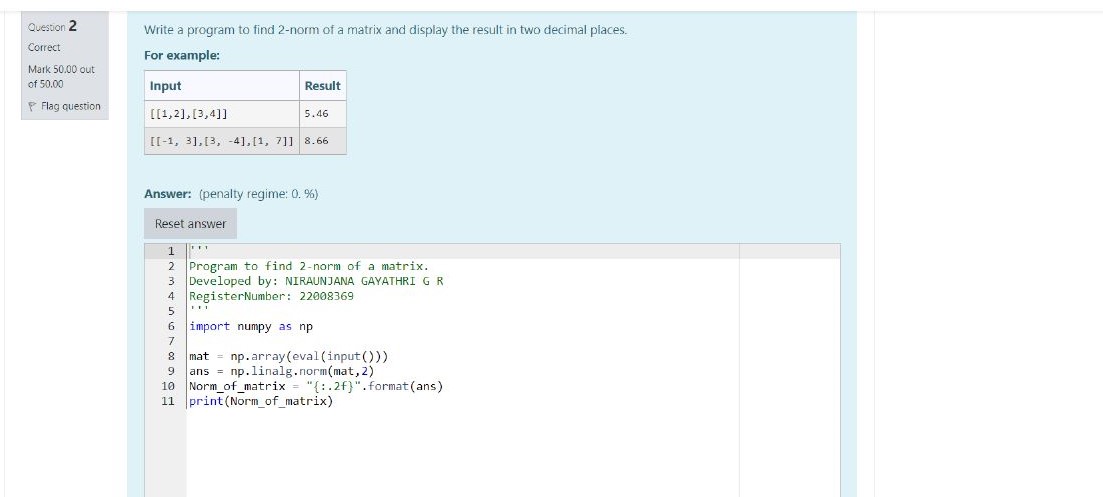 Question 2
Correct
Mark 50.00 out
of 50.00
Flag question
Write a program to find 2-norm of a matrix and display the result in two decimal places.
For example:
Input Result
[[1,2],[3,4]] 5.46
[[-1, 3],[3, -4],[1, 7]] 8.66
Answer: (penalty regime: 0. %)
Reset answer
1 '''
2 Program to find 2-norm of a matrix.
3 Developed by: NIRAUNJANA GAYATHRI G R
4 RegisterNumber: 22008369
5 '''
6 import numpy as np
7
8 mat = np.array(eval(input()))
9 ans = np.linalg.norm(mat,2)
10 Norm_of_matrix = "{:.2f}".format(ans)
11 print(Norm_of_matrix)